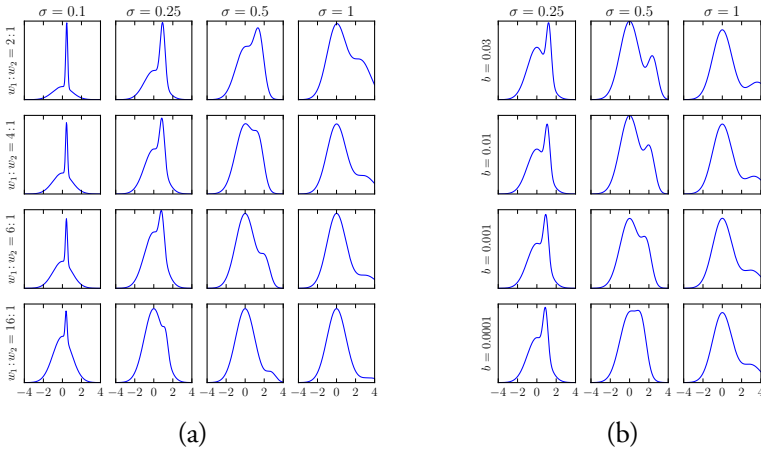 σ = 0.1 σ = 0.25 σ = 0.5 σ = 1
w₁ : w₂ = 2 : 1
w₁ : w₂ = 4 : 1
w₁ : w₂ = 6 : 1
w₁ : w₂ = 16 : 1
−4 −2 0 2 4 −4 −2 0 2 4 −4 −2 0 2 4 −4 −2 0 2 4
(a)
σ = 0.25 σ = 0.5 σ = 1
b = 0.03
b = 0.01
b = 0.001
b = 0.0001
−4 −2 0 2 4 −4 −2 0 2 4 −4 −2 0 2 4
(b)